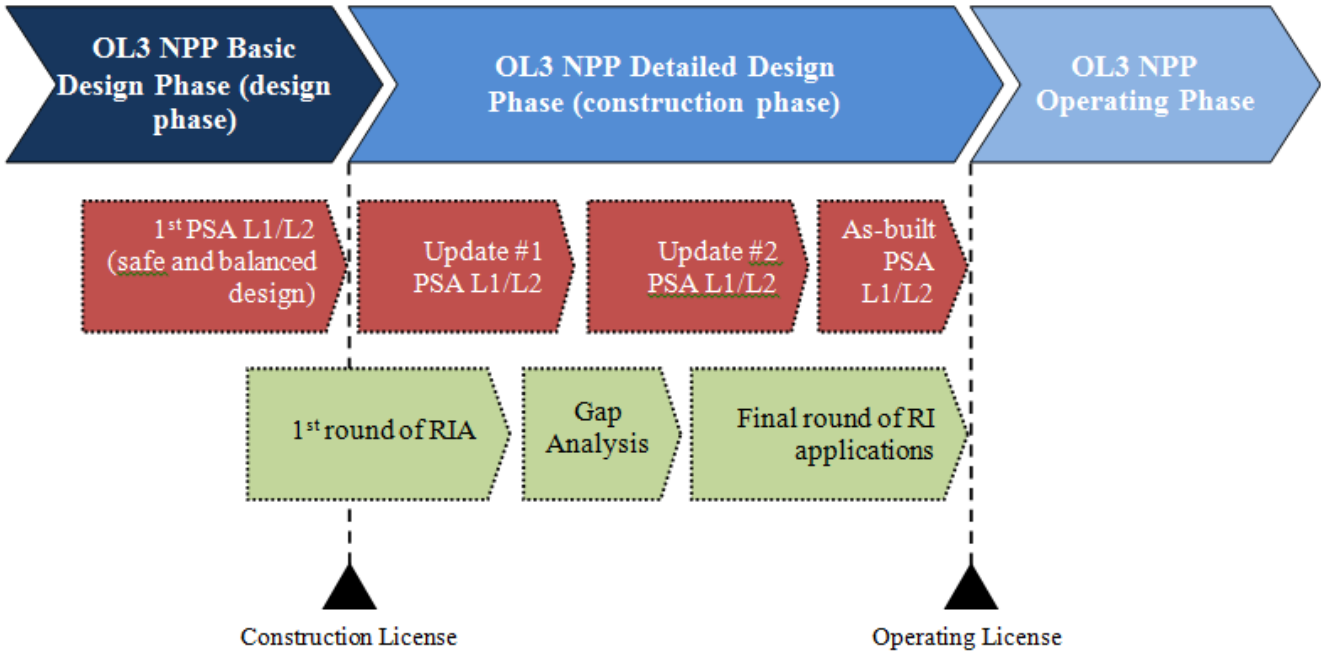 OL3 NPP Basic
Design Phase (design
phase)
OL3 NPP Detailed Design
Phase (construction phase)
OL3 NPP
Operating Phase
1st PSA L1/L2
(safe and balanced
design)
Update #1
PSA L1/L2
Update #2
PSA L1/L2
As-built
PSA
L1/L2
1st round of RIA
Gap
Analysis
Final round of RI
applications
Construction License
Operating License